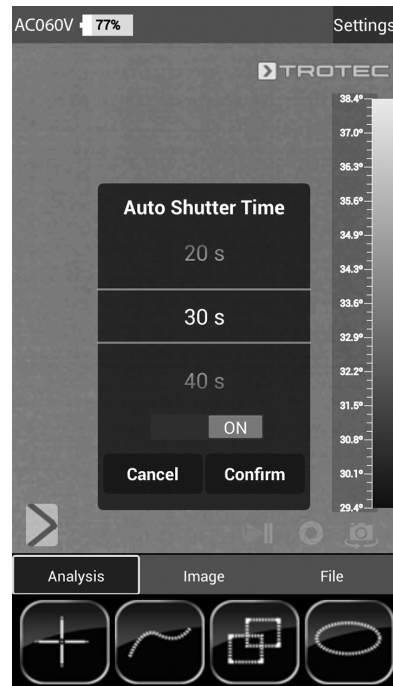 AC060V 77% Settings
TROTEC
38.4°
37.0°
36.3°
35.6°
34.9°
34.3°
33.6°
32.9°
32.2°
31.5°
30.8°
30.1°
29.4°
Auto Shutter Time
20 s
30 s
40 s
ON
Cancel Confirm
Analysis Image File